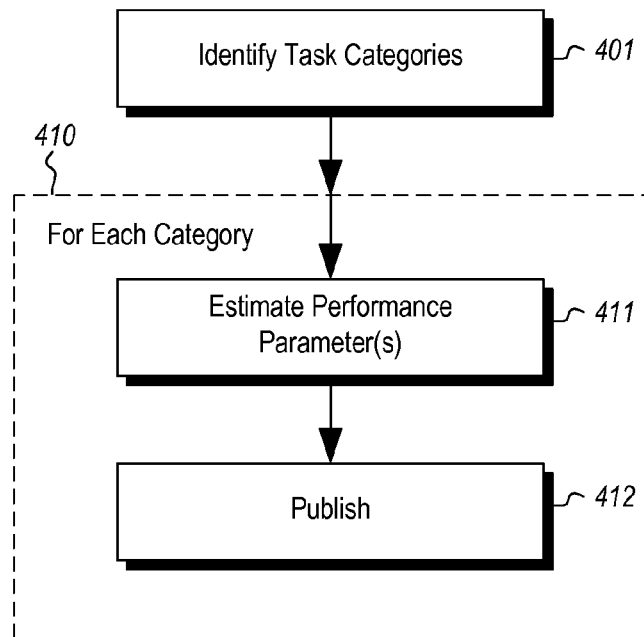 Identify Task Categories
401
410
For Each Category
Estimate Performance
Parameter(s)
411
Publish
412